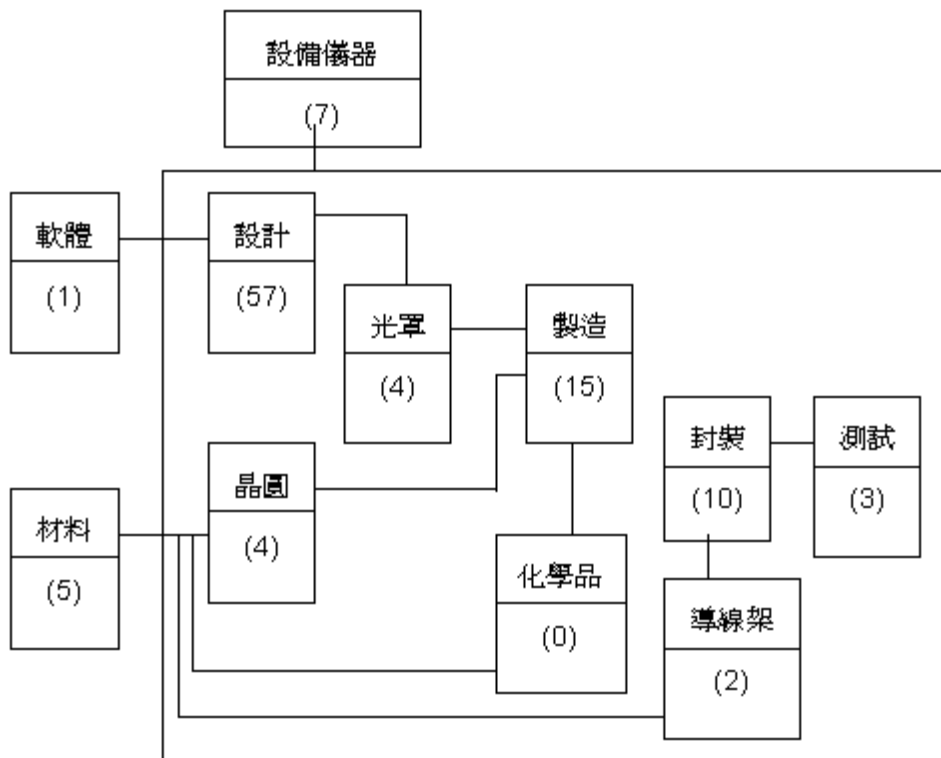 設備儀器
(7)
軟體
(1)
設計
(57)
光罩
(4)
製造
(15)
封裝
(10)
測試
(3)
晶圓
(4)
材料
(5)
化學品
(0)
導線架
(2)